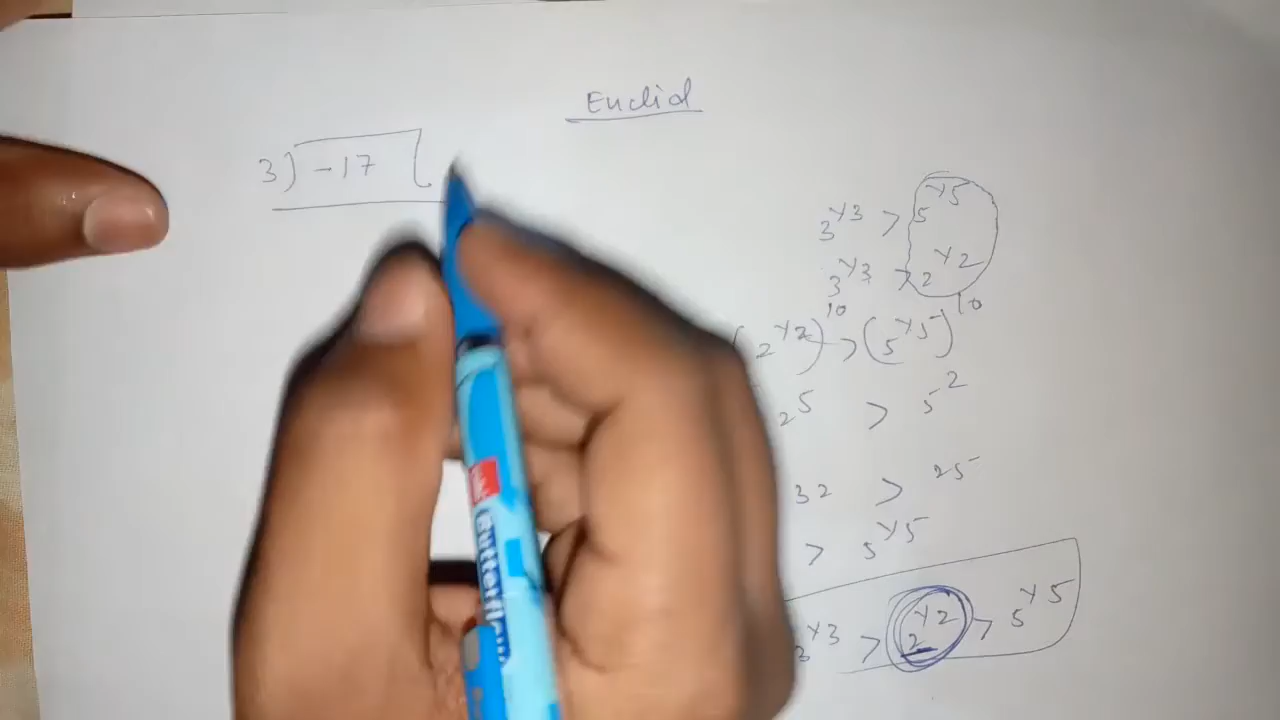 Euclid
3) -17
3^{1/3} > 5^{1/5}
3^{1/3} > 2^{1/2}
(2^{1/2})^{10} > (5^{1/5})^{10}
2^5 > 5^2
32 > 25
> 5^{1/5}
3^{1/3} > 2^{1/2} > 5^{1/5}
Butterflow